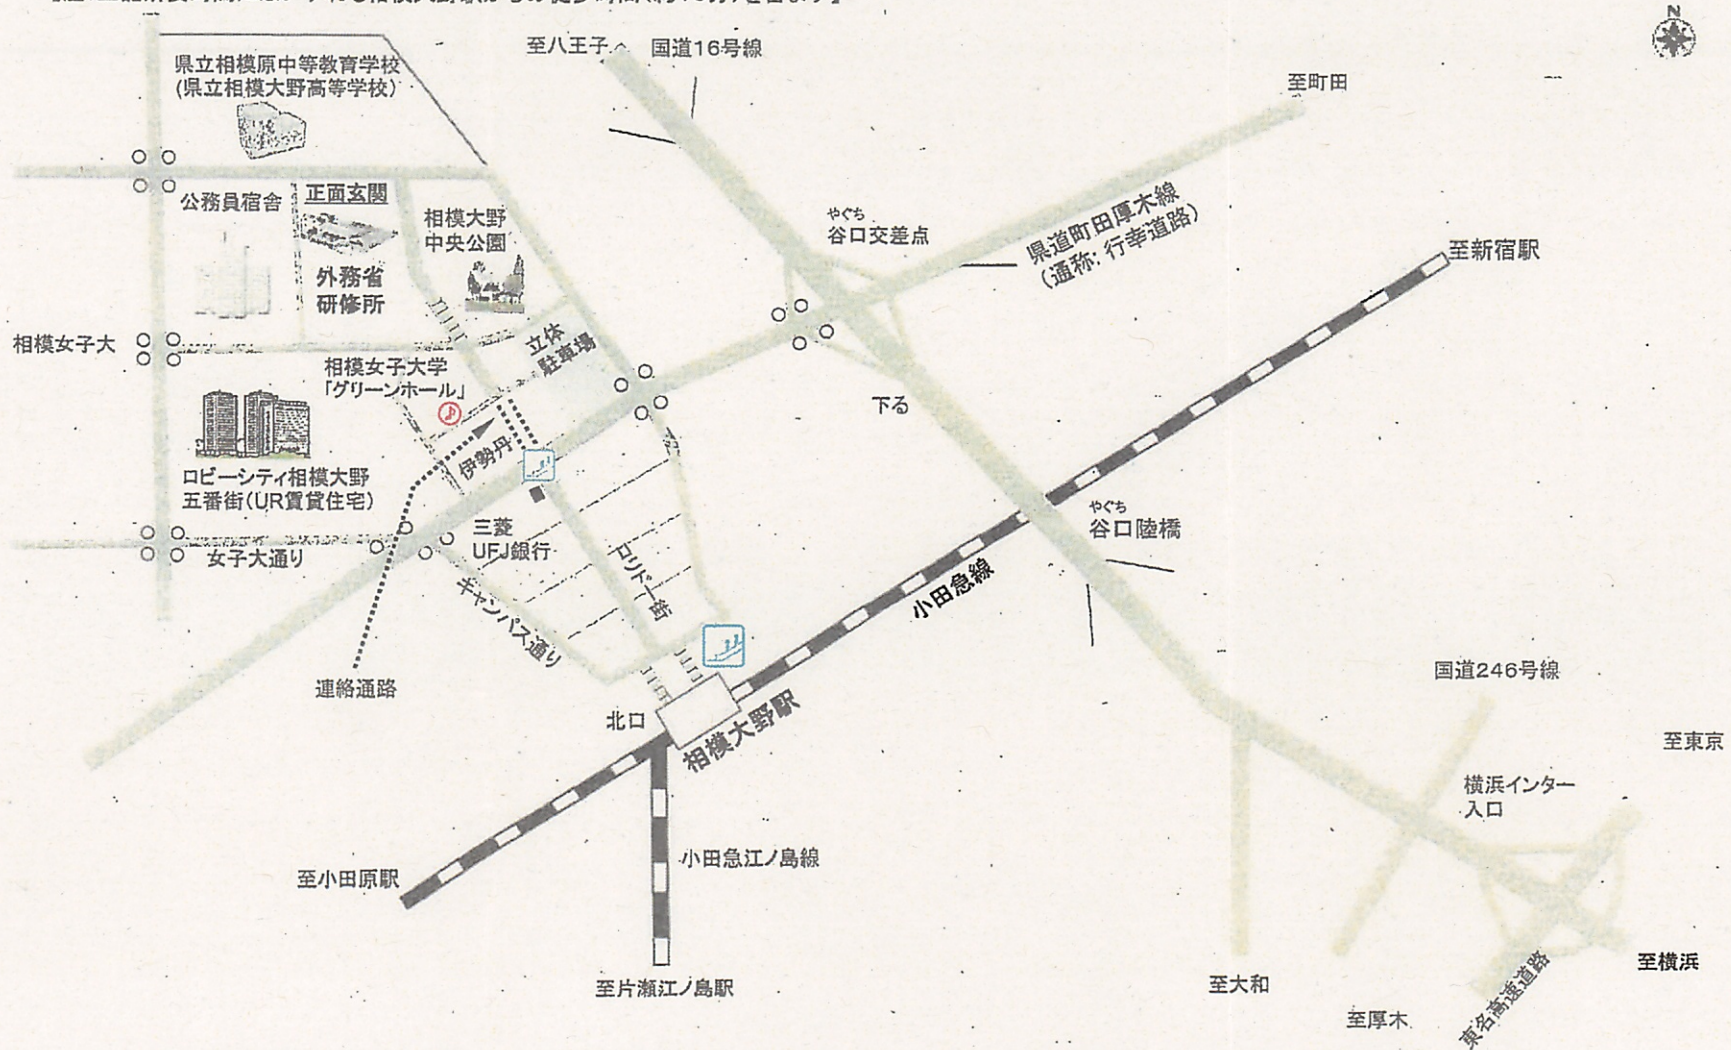 至八王子へ 国道16号線
N
県立相模原中等教育学校
(県立相模大野高等学校)
至町田
公務員宿舎
正面玄関
相模大野
中央公園
外務省
研修所
やぐち
谷口交差点
県道町田厚木線
(通称:行幸道路)
至新宿駅
相模女子大
立体
駐車場
相模女子大学
「グリーンホール」
下る
伊勢丹
ロビーシティ相模大野
五番街(UR賃貸住宅)
女子大通り
三菱
UFJ銀行
やぐち
谷口陸橋
コリドー街
キャンパス通り
小田急線
連絡通路
北口
相模大野駅
国道246号線
至東京
横浜インター
入口
小田急江ノ島線
至小田原駅
至片瀬江ノ島駅
至大和
至横浜
至厚木
東名高速道路